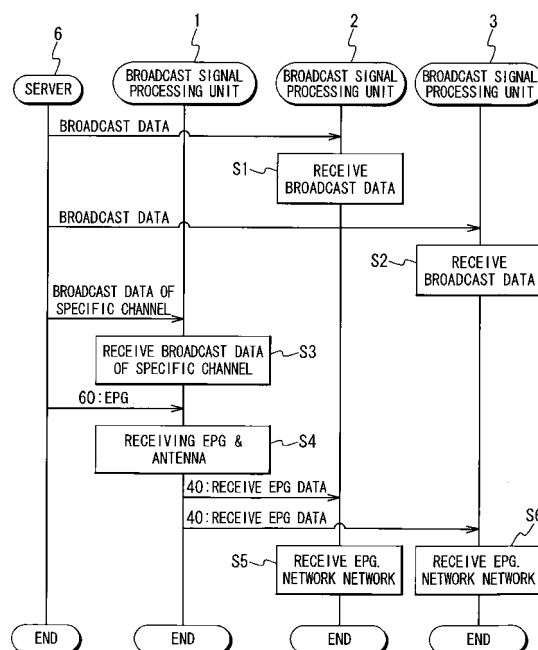 6
1
2
3
SERVER
BROADCAST SIGNAL
PROCESSING UNIT
BROADCAST SIGNAL
PROCESSING UNIT
BROADCAST SIGNAL
PROCESSING UNIT
BROADCAST DATA
S1
RECEIVE
BROADCAST DATA
BROADCAST DATA
S2
RECEIVE
BROADCAST DATA
BROADCAST DATA OF
SPECIFIC CHANNEL
RECEIVE BROADCAST DATA
OF SPECIFIC CHANNEL
S3
60:EPG
RECEIVING EPG &
ANTENNA
S4
40:RECEIVE EPG DATA
40:RECEIVE EPG DATA
S5
RECEIVE EPG.
NETWORK NETWORK
S6
RECEIVE EPG.
NETWORK NETWORK
END
END
END
END